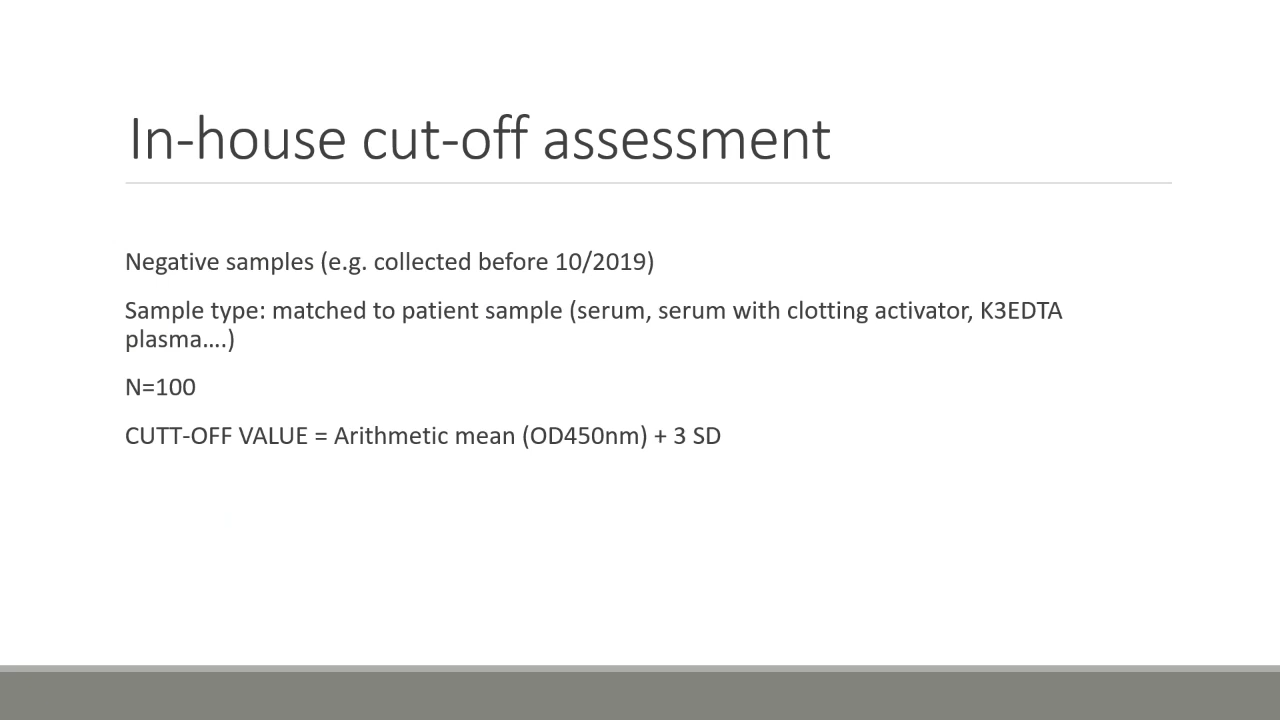 In-house cut-off assessment
Negative samples (e.g. collected before 10/2019)
Sample type: matched to patient sample (serum, serum with clotting activator, K3EDTA
plasma....)
N=100
CUTT-OFF VALUE = Arithmetic mean (OD450nm) + 3 SD